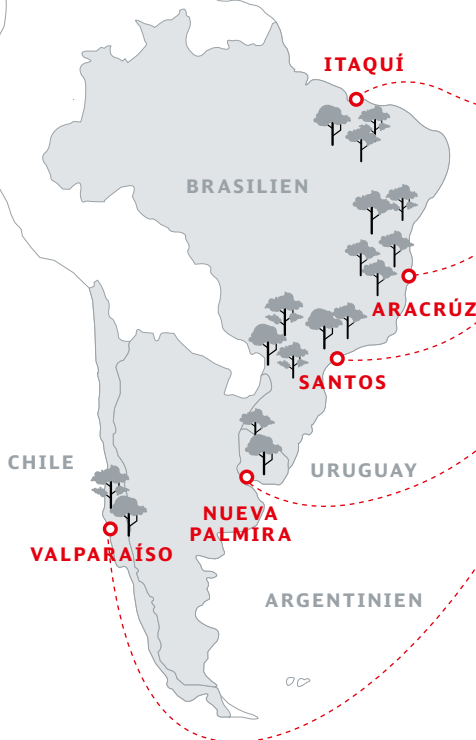 ITAQUÍ
BRASILIEN
ARACRÚZ
SANTOS
CHILE
URUGUAY
NUEVA
PALMIRA
VALPARAÍSO
ARGENTINIEN